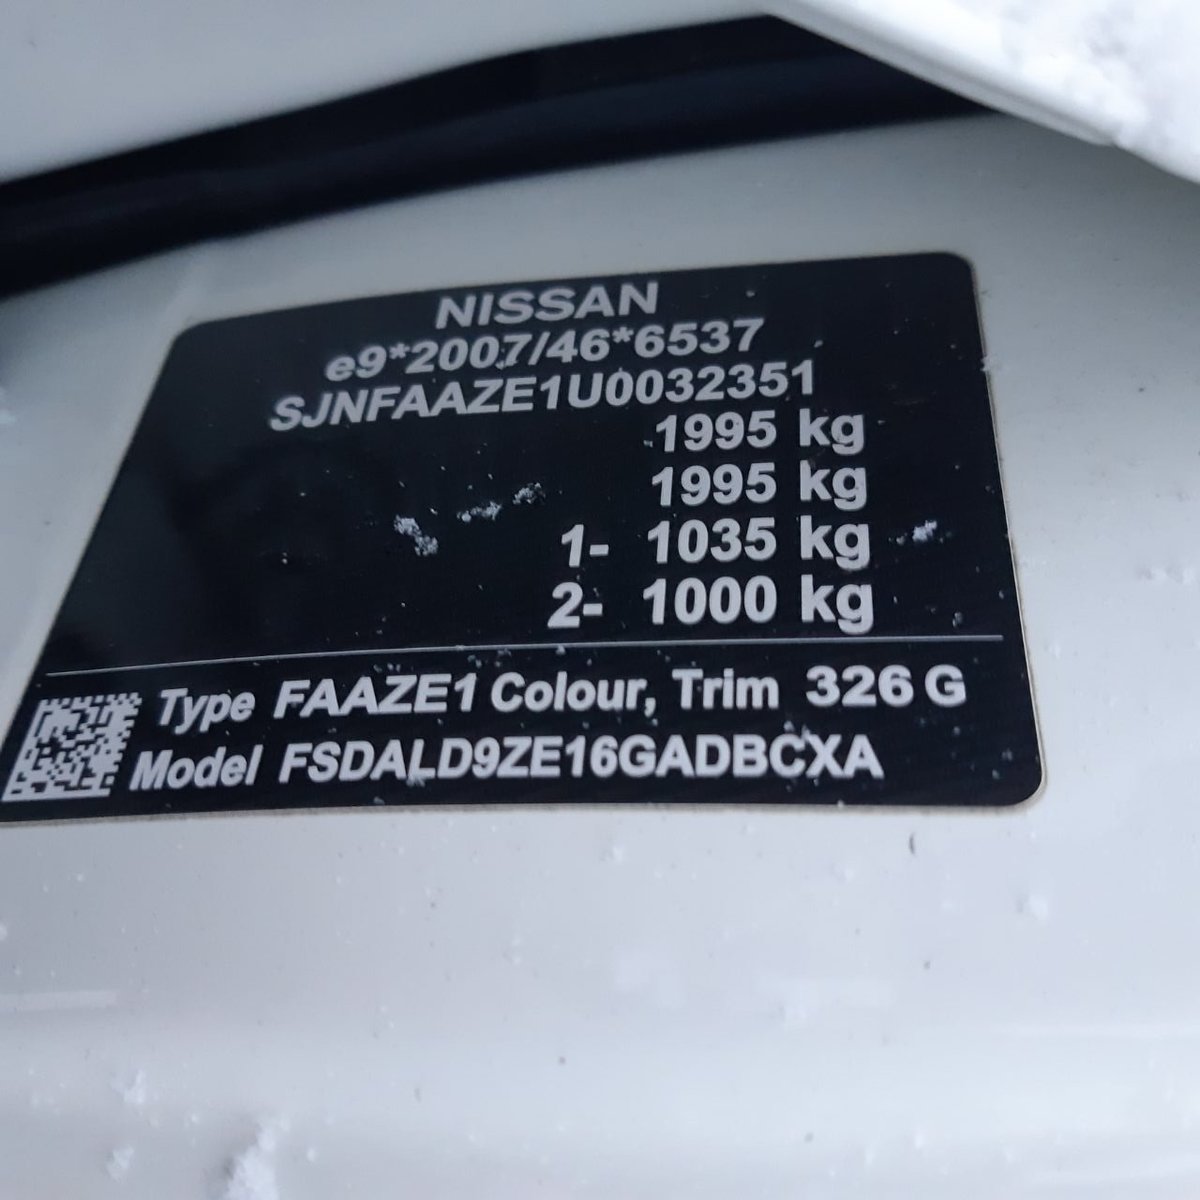 NISSAN
e9*2007/46*6537
SJNFAAZE1U0032351
1995 kg
1995 kg
1- 1035 kg
2- 1000 kg
Type FAAZE1 Colour, Trim 326 G
Model FSDALD9ZE16GADBCXA